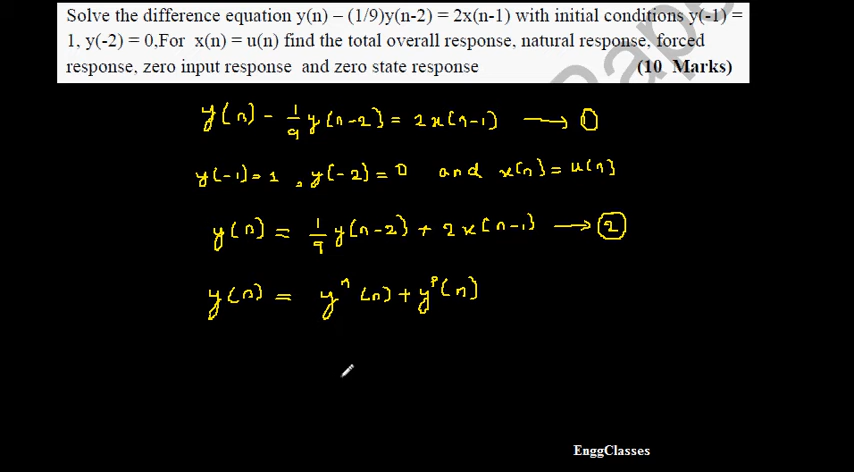 Solve the difference equation y(n) – (1/9)y(n-2) = 2x(n-1) with initial conditions y(-1) =
1, y(-2) = 0,For x(n) = u(n) find the total overall response, natural response, forced
response, zero input response and zero state response (10 Marks)
y(n) - 1/9 y(n-2) = 2x(n-1) → ①
y(-1)=1, y(-2)=0 and x(n)=u(n)
y(n) = 1/9 y(n-2) + 2x(n-1) → ②
y(n) = yⁿ(n) + yᵖ(n)
EnggClasses